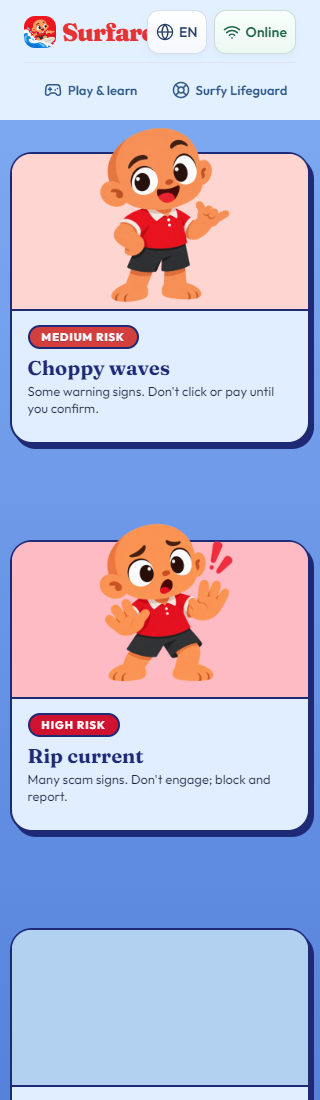 EN
Online
Play & learn
Surfy Lifeguard
MEDIUM RISK
Choppy waves
Some warning signs. Don't click or pay until
you confirm.
HIGH RISK
Rip current
Many scam signs. Don't engage; block and
report.